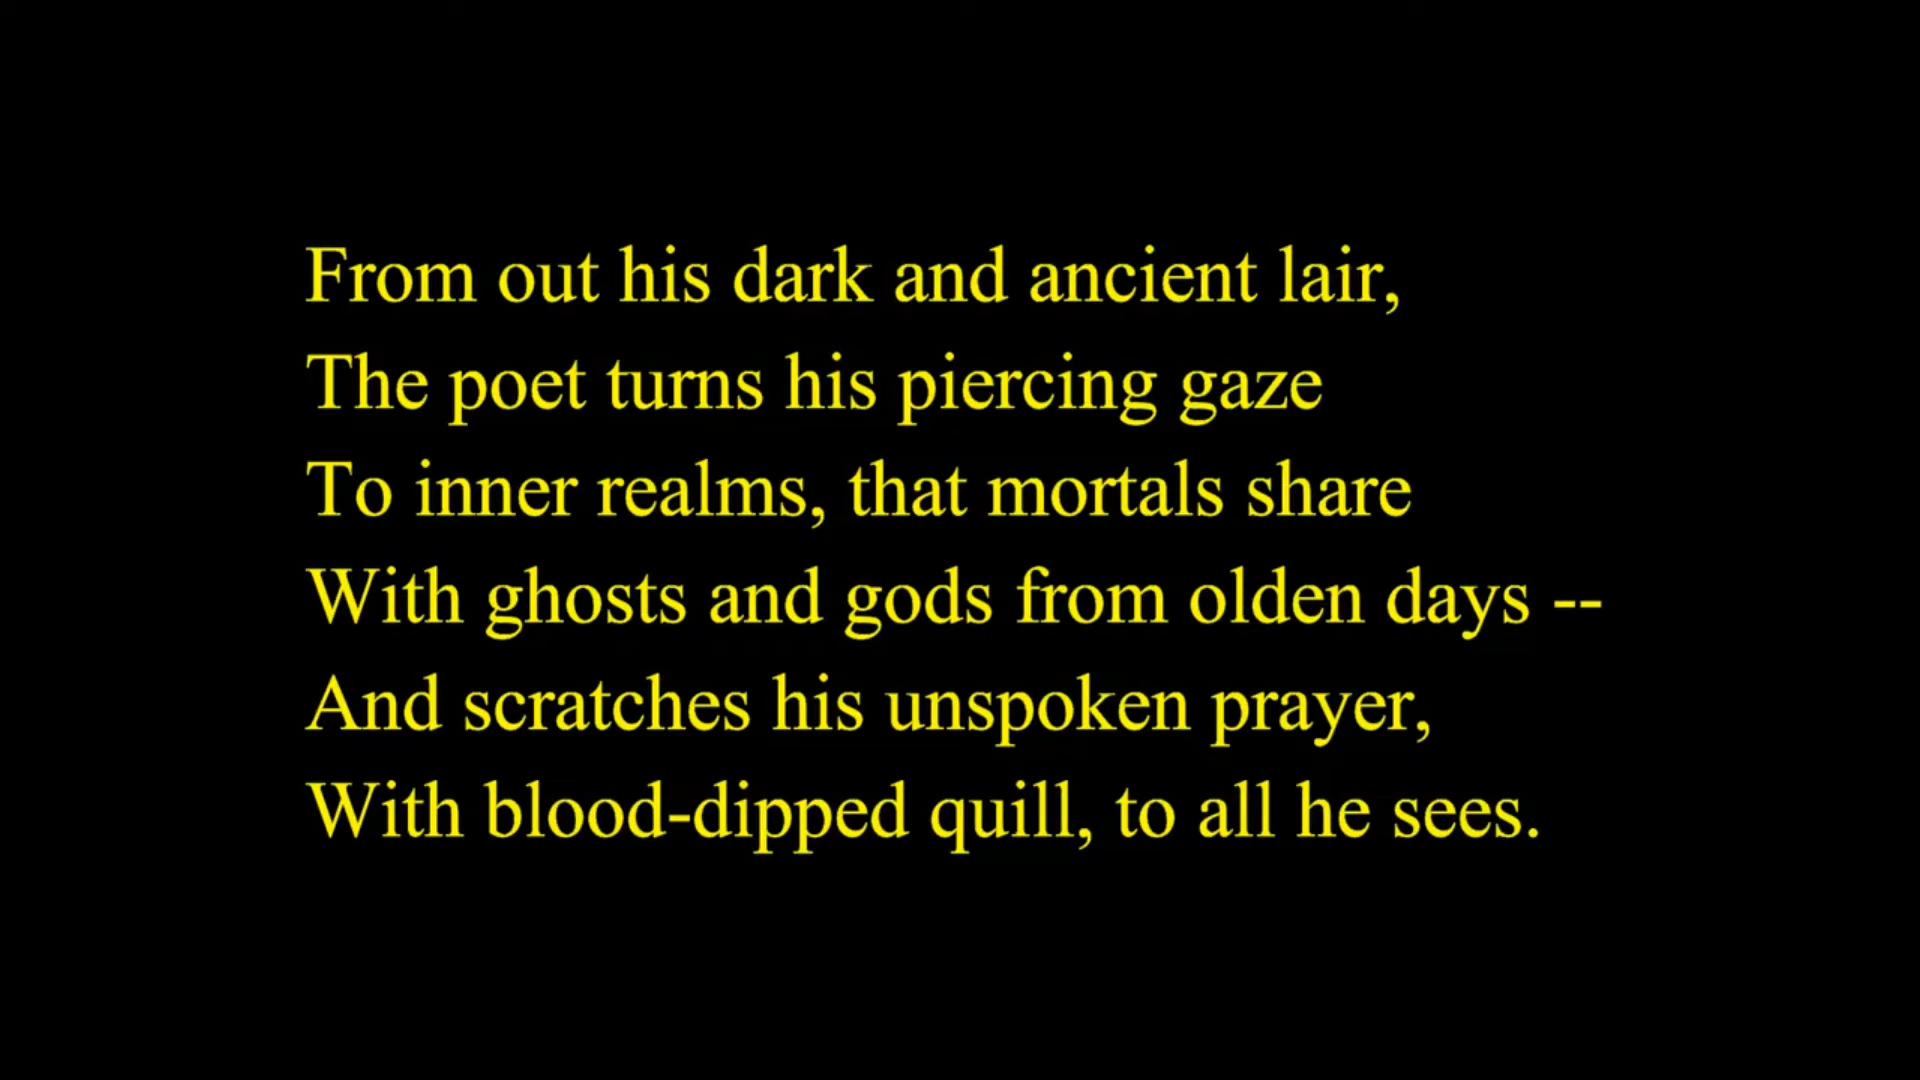 From out his dark and ancient lair,
The poet turns his piercing gaze
To inner realms, that mortals share
With ghosts and gods from olden days --
And scratches his unspoken prayer,
With blood-dipped quill, to all he sees.